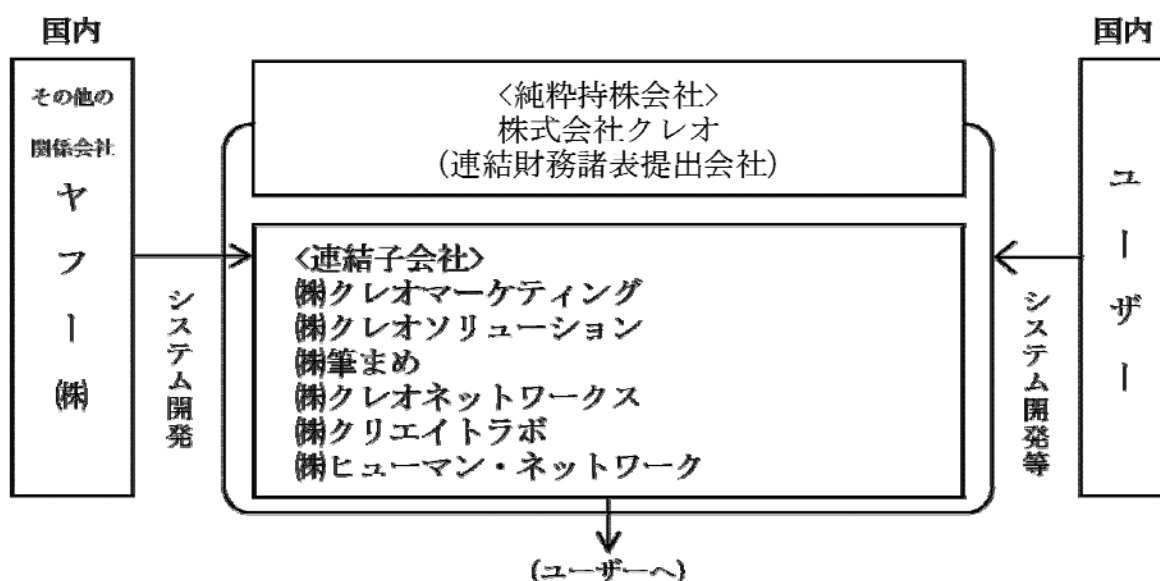 国内
その他の
関係会社
ヤフー㈱
システム開発
<純粋持株会社>
株式会社クレオ
(連結財務諸表提出会社)
<連結子会社>
㈱クレオマーケティング
㈱クレオソリューション
㈱筆まめ
㈱クレオネットワークス
㈱クリエイトラボ
㈱ヒューマン・ネットワーク
(ユーザーへ)
システム開発等
国内
ユーザー